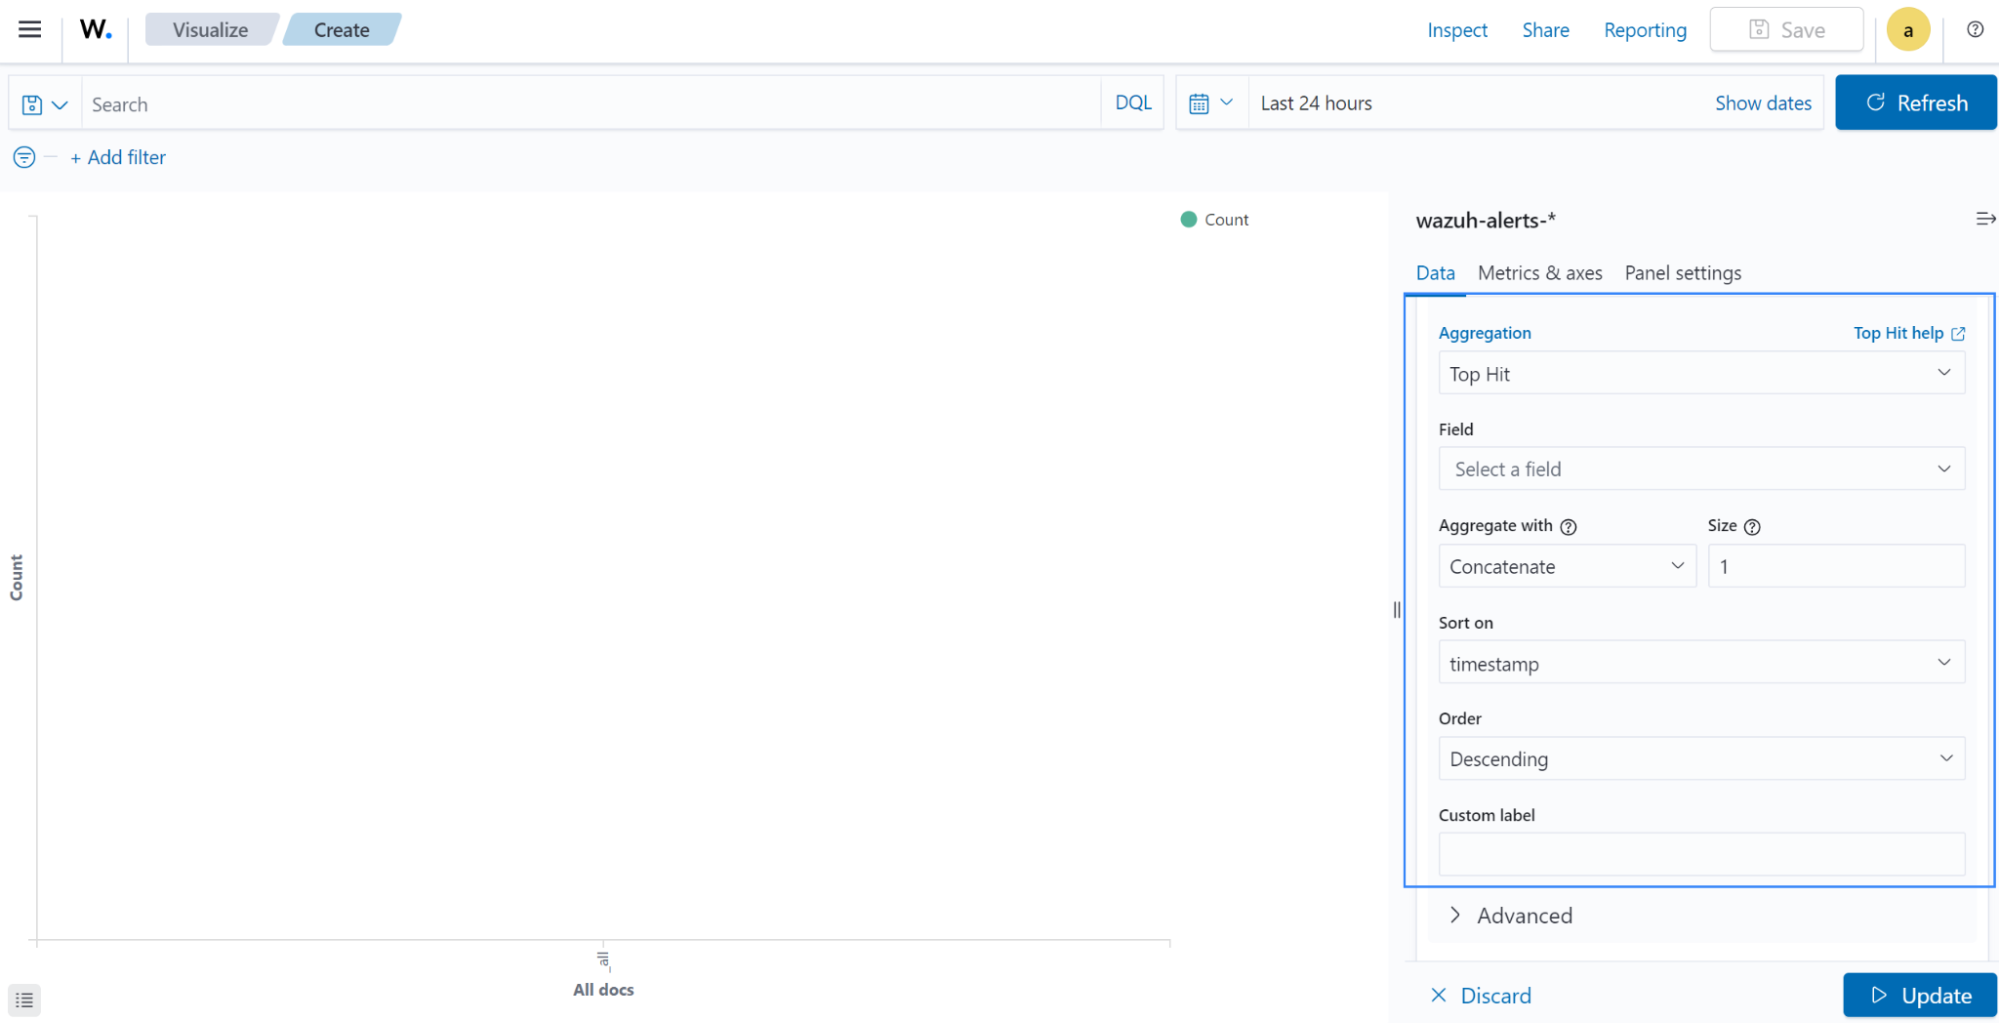 W.
Visualize
Create
Inspect
Share
Reporting
Save
a
Search
DQL
Last 24 hours
Show dates
Refresh
+ Add filter
Count
wazuh-alerts-*
Data
Metrics & axes
Panel settings
Aggregation
Top Hit help
Top Hit
Field
Select a field
Aggregate with
Size
Concatenate
1
Sort on
timestamp
Order
Descending
Custom label
Advanced
Discard
Update
Count
_all
All docs